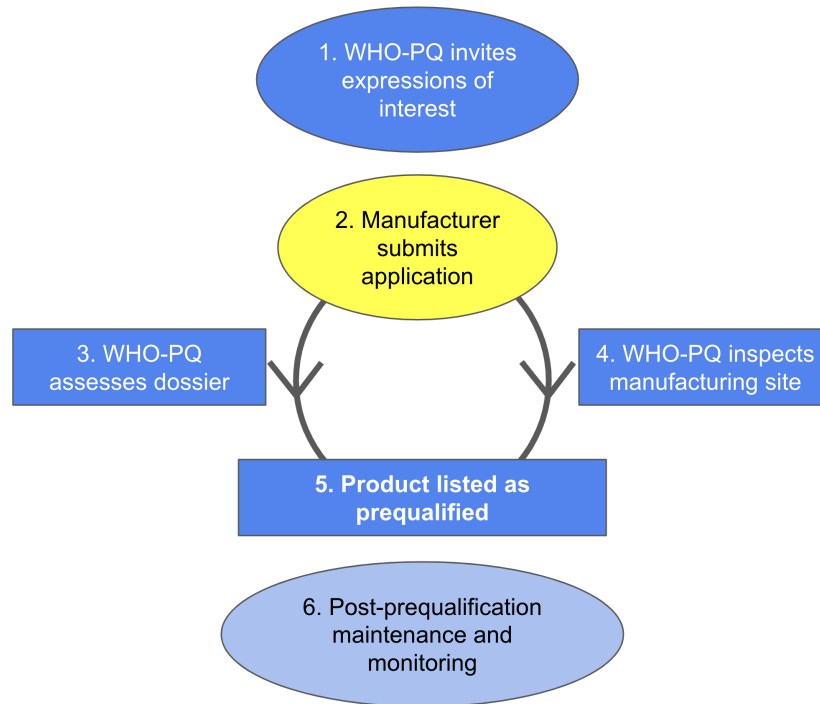 1. WHO-PQ invites
expressions of
interest
2. Manufacturer
submits
application
3. WHO-PQ
assesses dossier
4. WHO-PQ inspects
manufacturing site
5. Product listed as
prequalified
6. Post-prequalification
maintenance and
monitoring